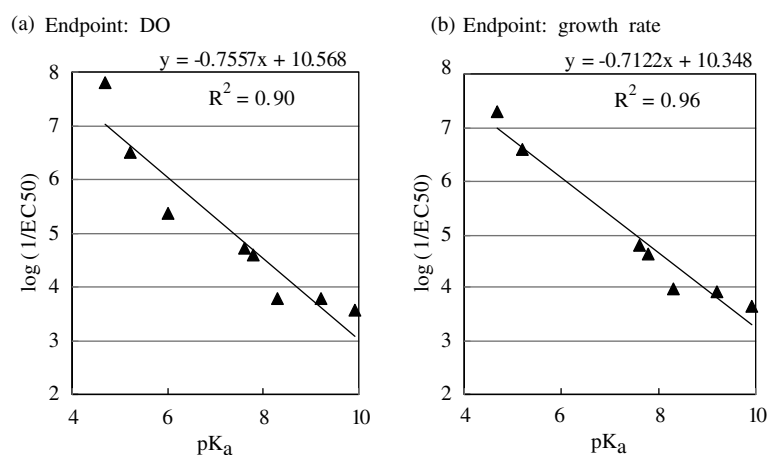 (a) Endpoint: DO
y = -0.7557x + 10.568
R² = 0.90
8
7
6
5
4
3
2
log (1/EC50)
4 6 8 10
pKₐ
(b) Endpoint: growth rate
y = -0.7122x + 10.348
R² = 0.96
8
7
6
5
4
3
2
log (1/EC50)
4 6 8 10
pKₐ